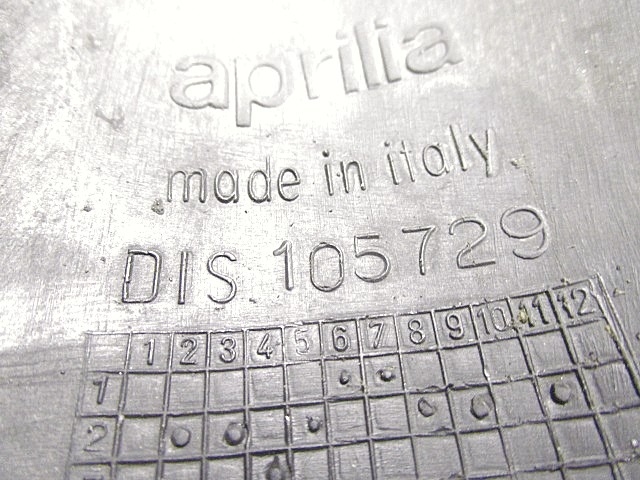 aprilia
made in italy
DIS. 105729
1 2 3 4 5 6 7 8 9 10 11 12
1
2